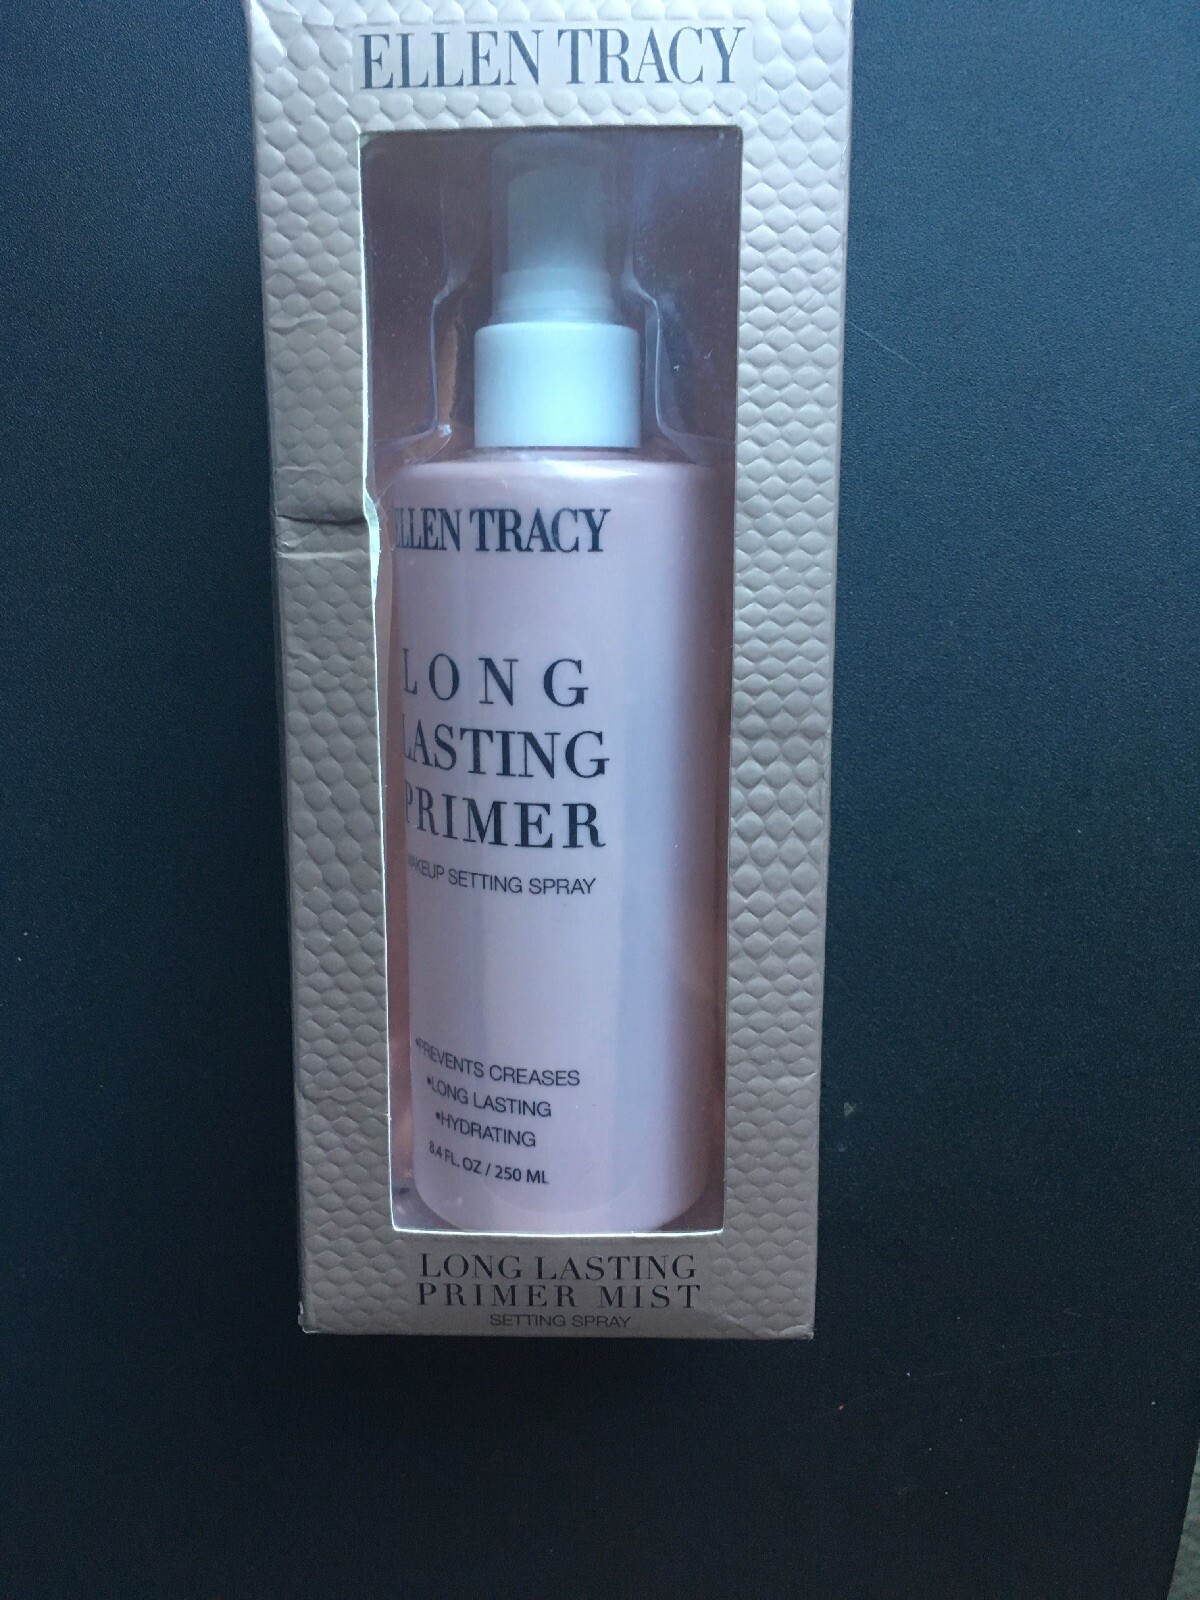 ELLEN TRACY
ELLEN TRACY
LONG
LASTING
PRIMER
MAKEUP SETTING SPRAY
•PREVENTS CREASES
•LONG LASTING
•HYDRATING
8.4 FL. OZ / 250 ML
LONG LASTING
PRIMER MIST
SETTING SPRAY